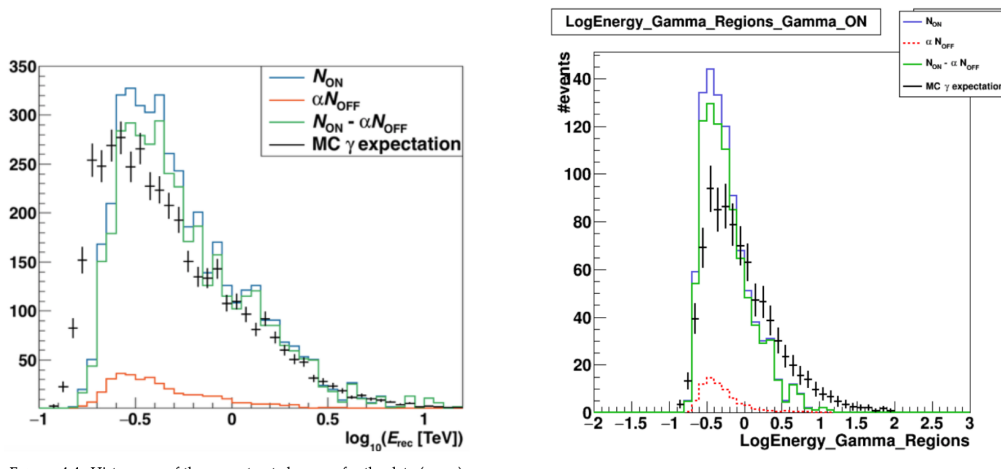 LogEnergy_Gamma_Regions_Gamma_ON
N_ON
α N_OFF
N_ON - α N_OFF
MC γ expectation
350
300
250
200
150
100
50
-1
-0.5
0
0.5
1
log10(E_rec [TeV])
N_ON
αN_OFF
N_ON - αN_OFF
MC γ expectation
#events
140
120
100
80
60
40
20
0
−2
−1.5
−1
−0.5
0
0.5
1
1.5
2
2.5
3
LogEnergy_Gamma_Regions